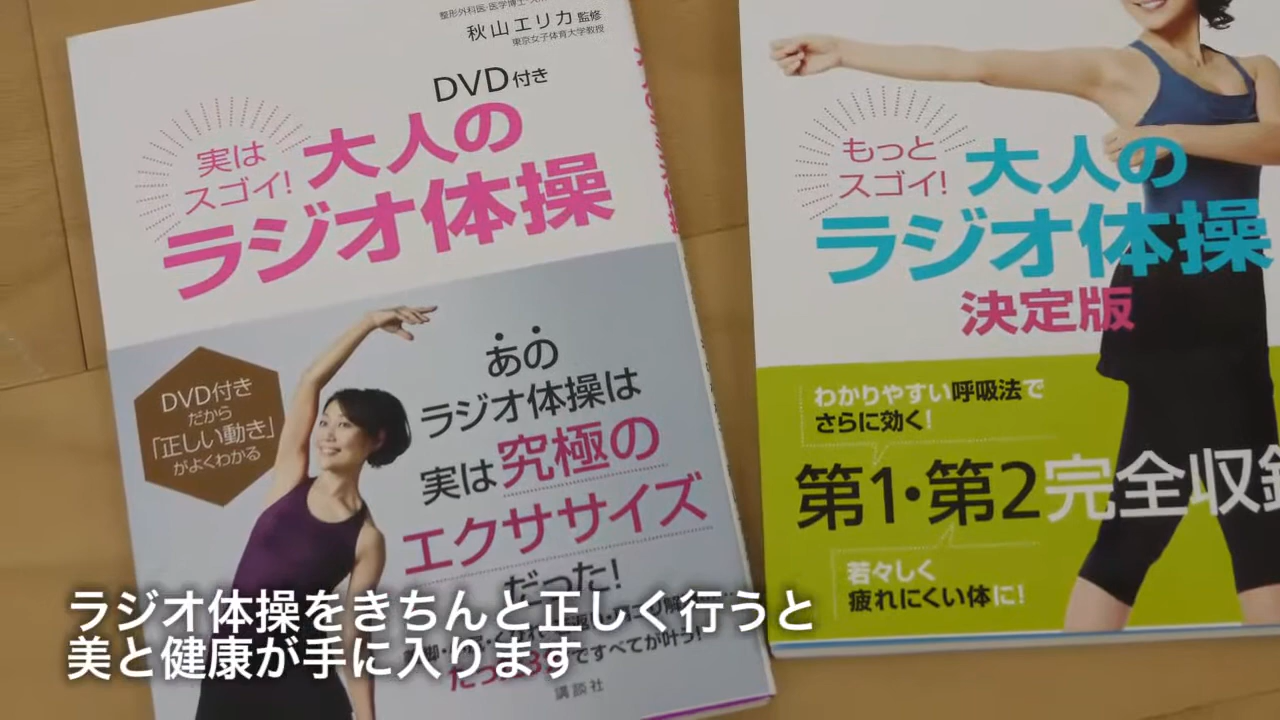 整形外科医・医学博士
秋山エリカ 監修
東京女子体育大学教授
DVD付き
実は
スゴイ!
大人の
ラジオ体操
DVD付き
だから
「正しい動き」
がよくわかる
あの
ラジオ体操は
実は究極の
エクササイズ
だった!
ですべてが叶う!
講談社
もっと
スゴイ!
大人の
ラジオ体操
決定版
わかりやすい呼吸法で
さらに効く!
第1・第2完全収録
若々しく
疲れにくい体に!
ラジオ体操をきちんと正しく行うと
美と健康が手に入ります